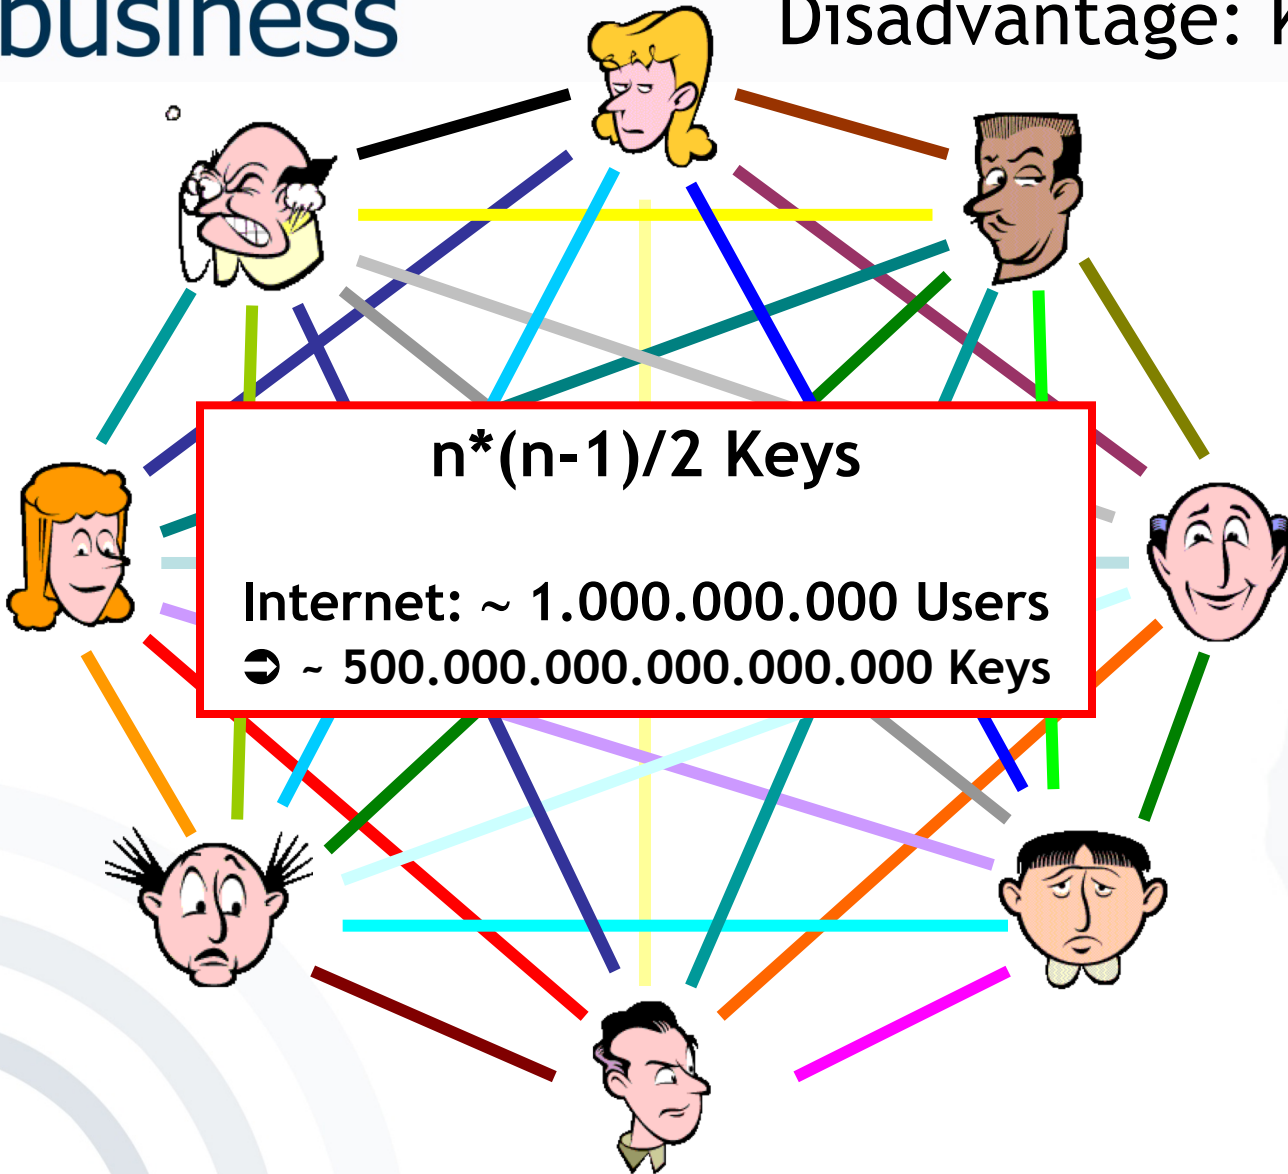 business
Disadvantage:
n*(n-1)/2 Keys
Internet: ~ 1.000.000.000 Users
➲ ~ 500.000.000.000.000.000 Keys